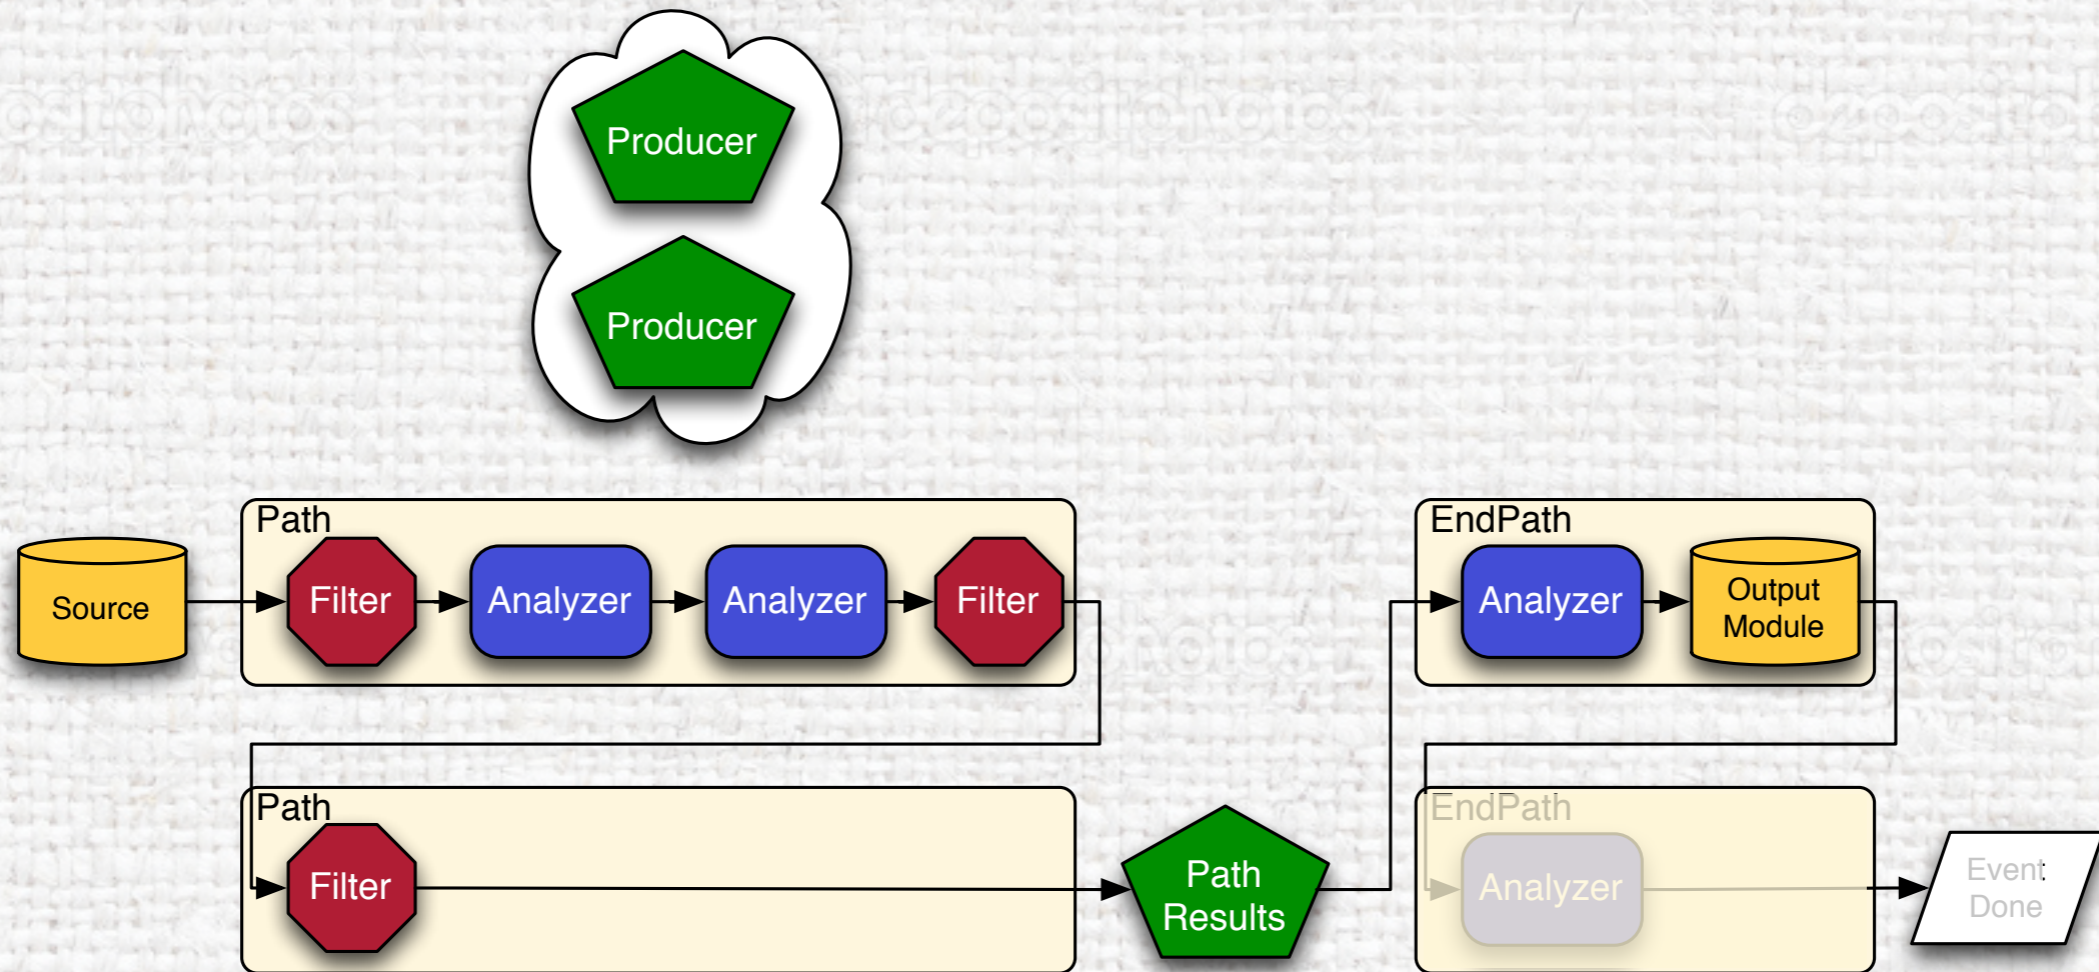 Producer
Producer
Path
Source
Filter
Analyzer
Analyzer
Filter
EndPath
Analyzer
Output
Module
Path
Filter
Path
Results
EndPath
Analyzer
Event
Done
depositphotos